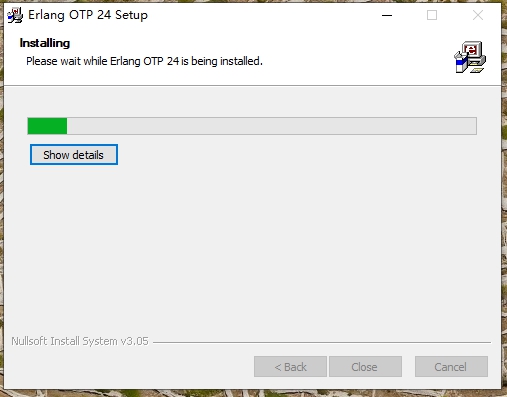 Erlang OTP 24 Setup
Installing
Please wait while Erlang OTP 24 is being installed.
Show details
Nullsoft Install System v3.05
< Back
Close
Cancel